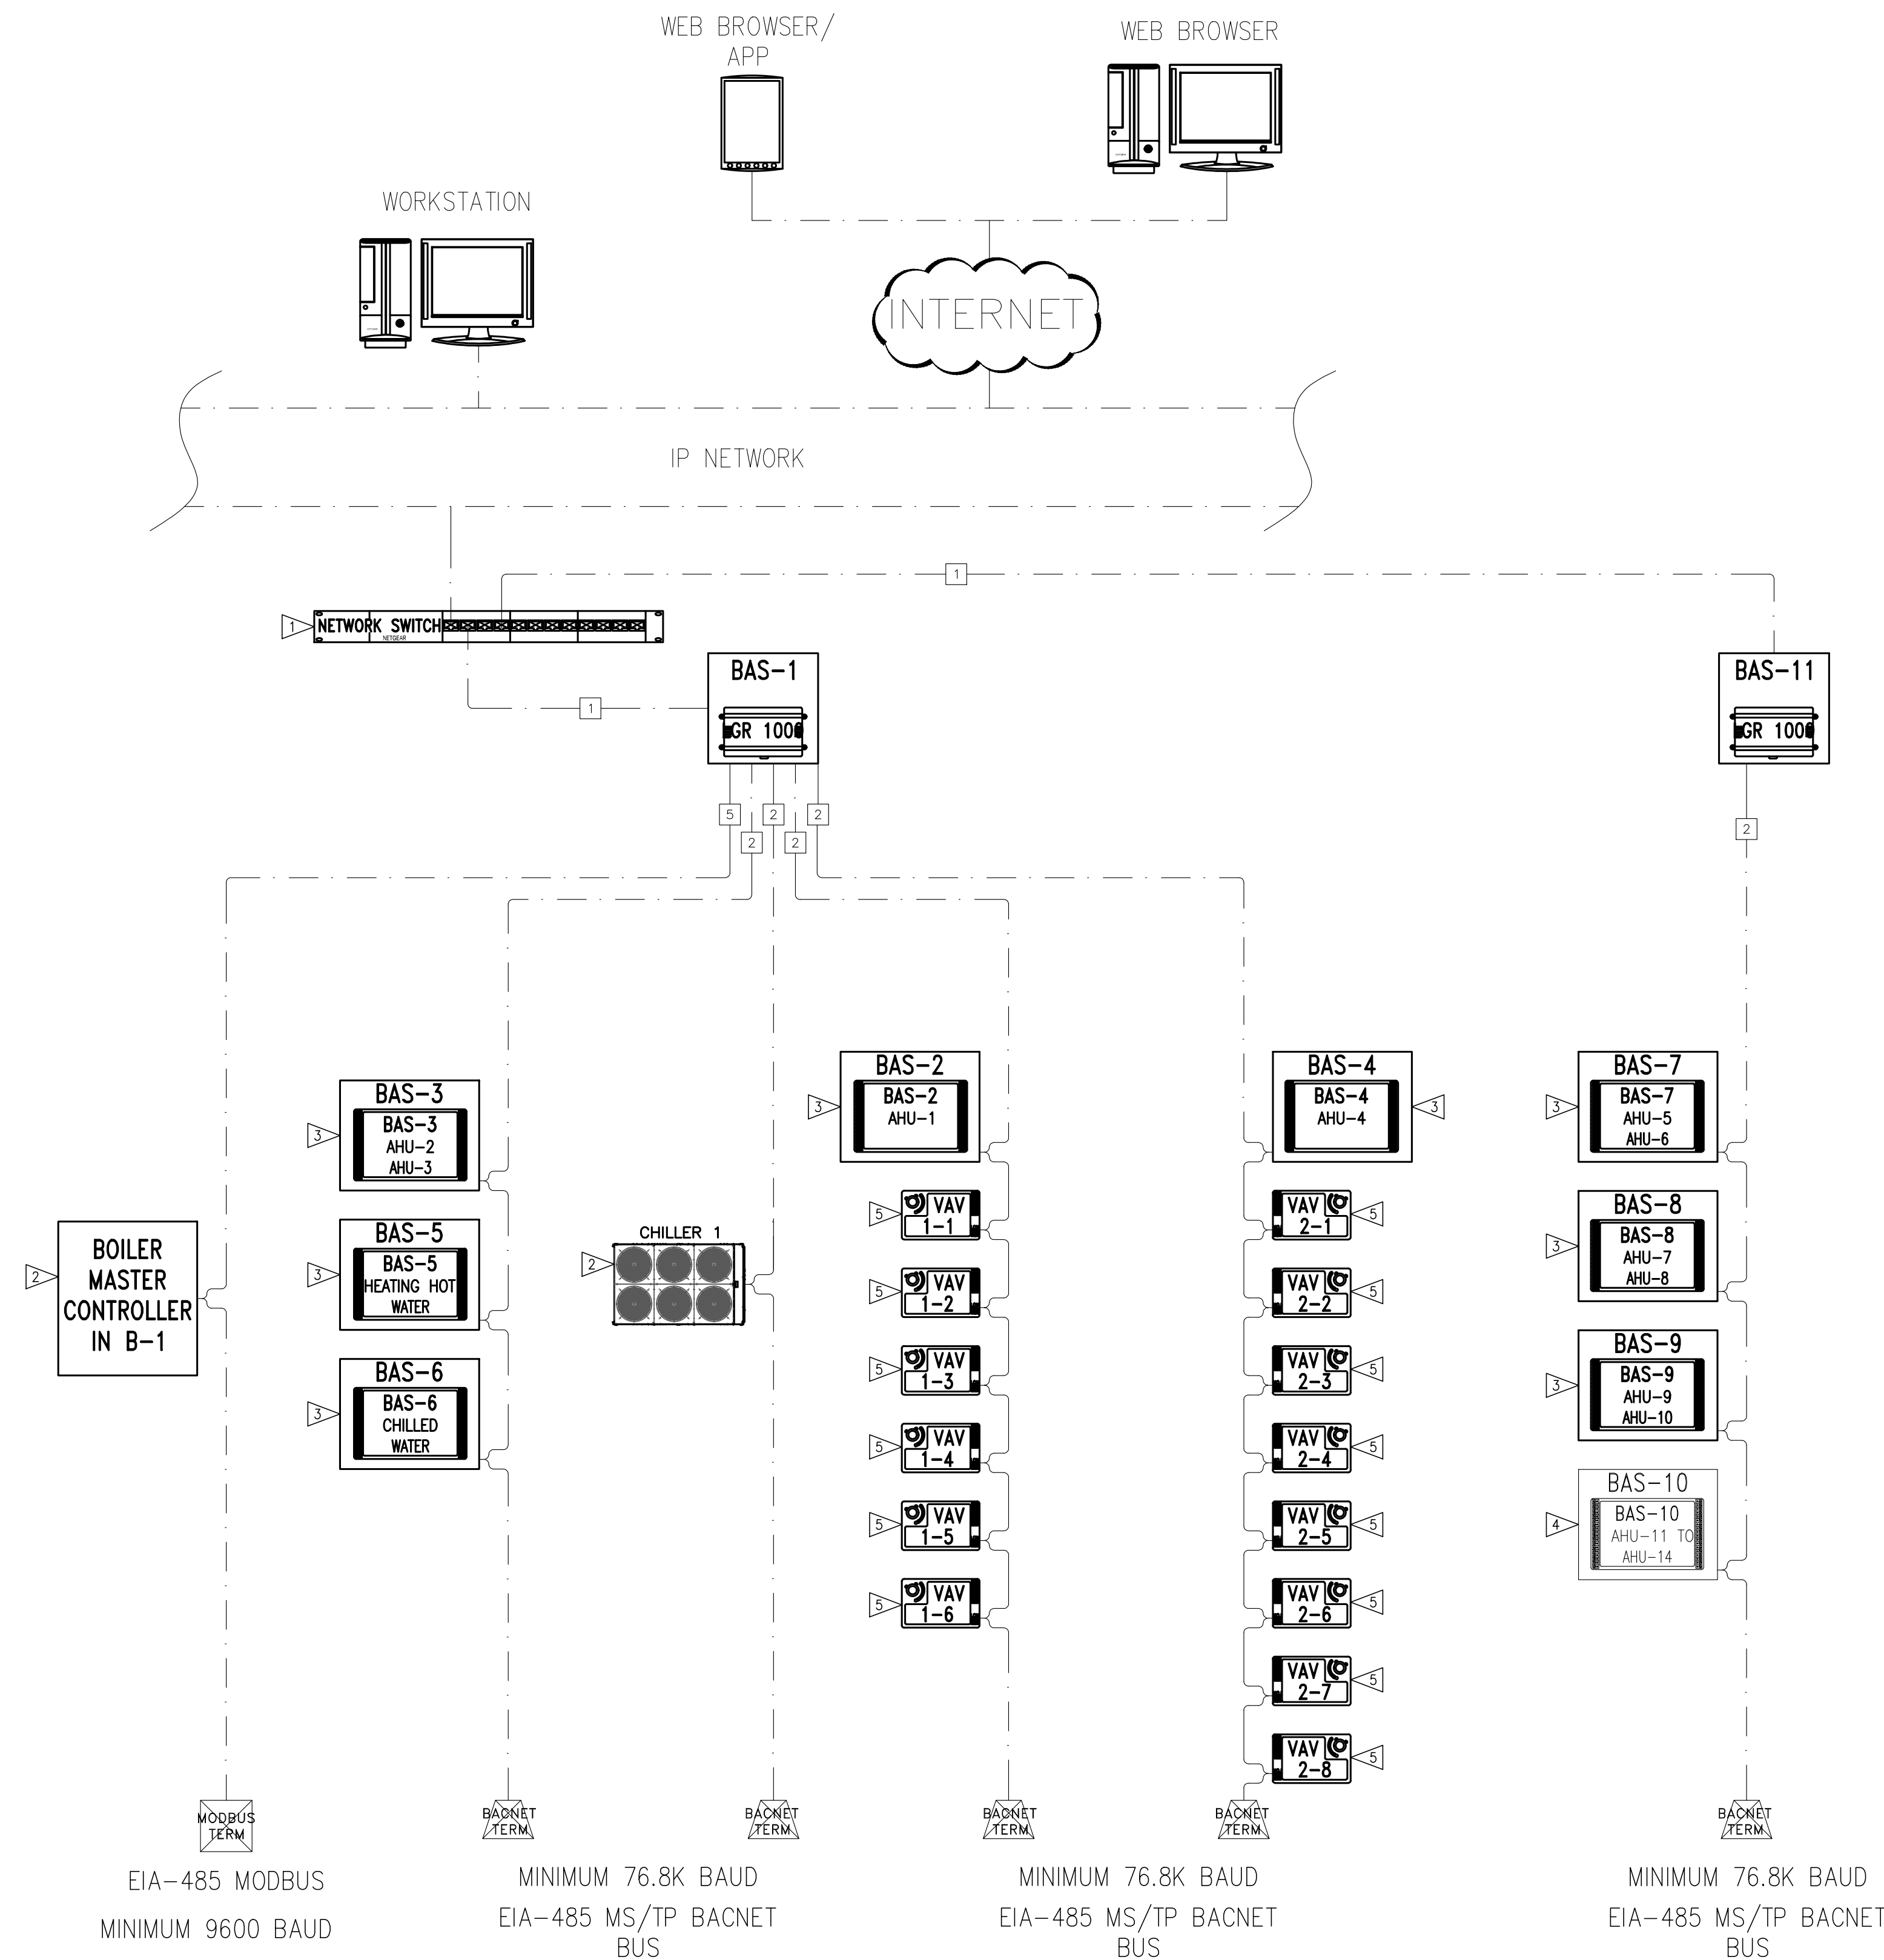 WEB BROWSER/
APP
WEB BROWSER
WORKSTATION
INTERNET
IP NETWORK
1
1
NETWORK SWITCH
NETGEAR
BAS-1
GR 1000
1
BAS-11
GR 1000
5
2
2
2
2
2
BOILER
MASTER
CONTROLLER
IN B-1
2
BAS-3
BAS-3
AHU-2
AHU-3
3
BAS-5
BAS-5
HEATING HOT
WATER
3
BAS-6
BAS-6
CHILLED
WATER
3
CHILLER 1
2
BAS-2
BAS-2
AHU-1
3
VAV
1-1
5
VAV
1-2
5
VAV
1-3
5
VAV
1-4
5
VAV
1-5
5
VAV
1-6
5
BAS-4
BAS-4
AHU-4
3
VAV
2-1
5
VAV
2-2
5
VAV
2-3
5
VAV
2-4
5
VAV
2-5
5
VAV
2-6
5
VAV
2-7
5
VAV
2-8
5
BAS-7
BAS-7
AHU-5
AHU-6
3
BAS-8
BAS-8
AHU-7
AHU-8
3
BAS-9
BAS-9
AHU-9
AHU-10
3
BAS-10
BAS-10
AHU-11 TO
AHU-14
4
MODBUS
TERM
BACNET
TERM
BACNET
TERM
BACNET
TERM
BACNET
TERM
BACNET
TERM
EIA-485 MODBUS
MINIMUM 9600 BAUD
MINIMUM 76.8K BAUD
EIA-485 MS/TP BACNET
BUS
MINIMUM 76.8K BAUD
EIA-485 MS/TP BACNET
BUS
MINIMUM 76.8K BAUD
EIA-485 MS/TP BACNET
BUS